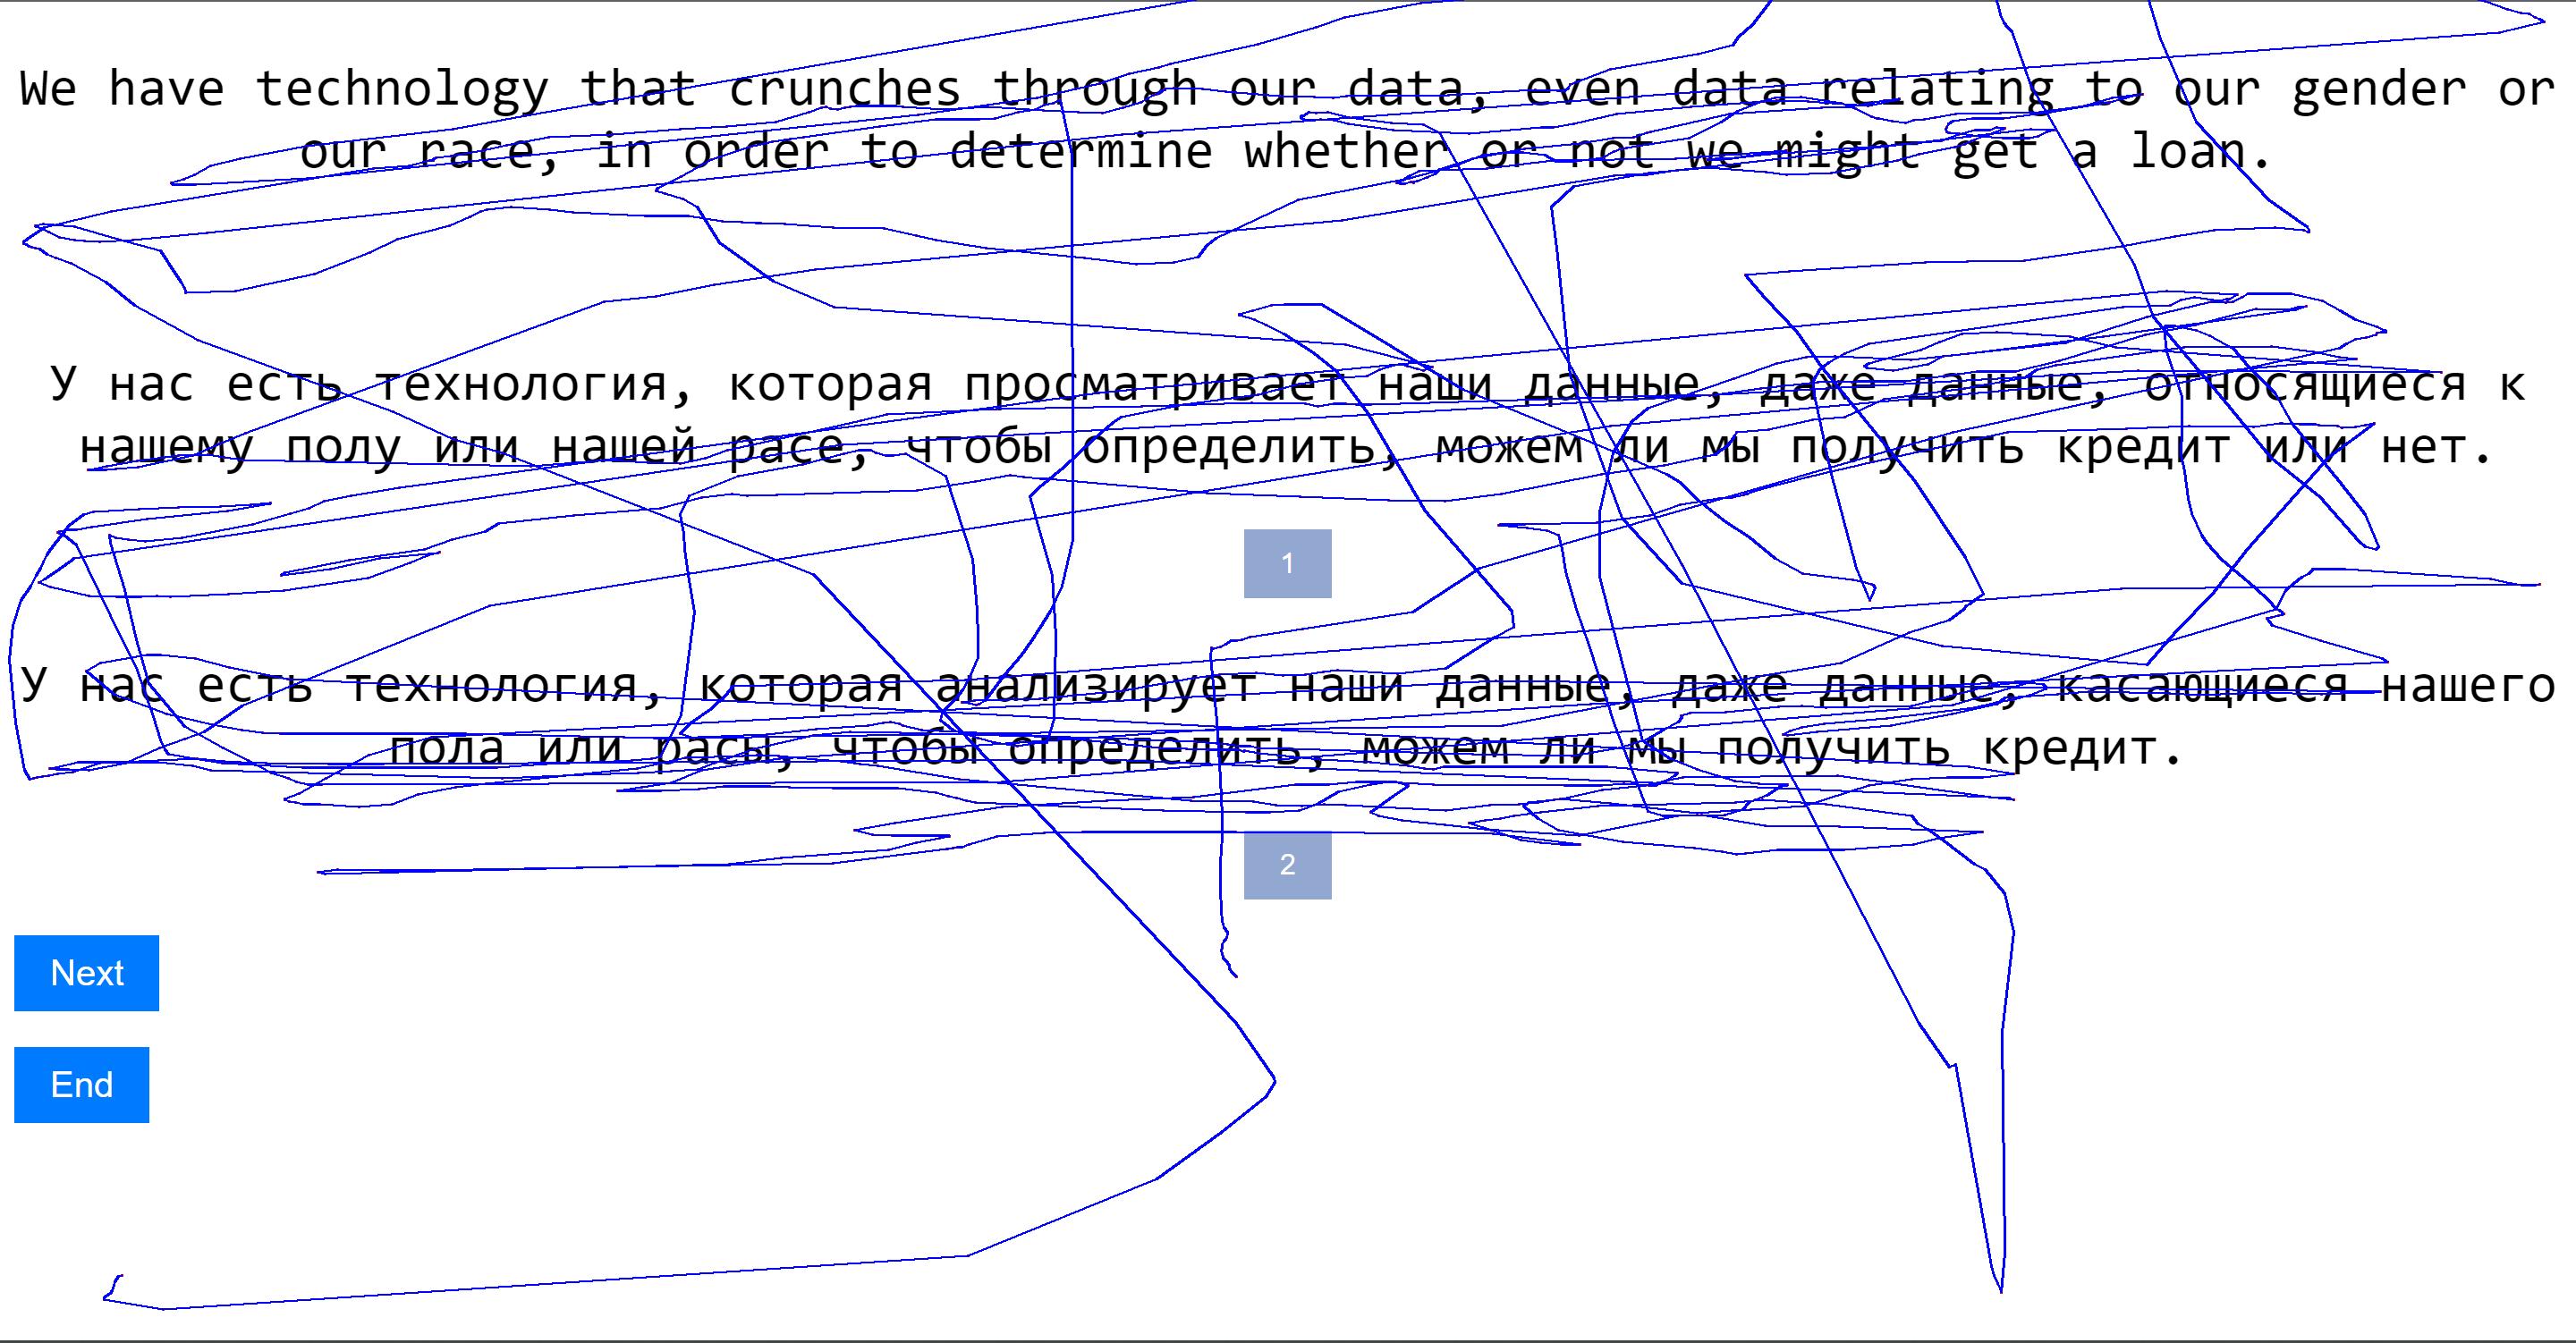 We have technology that crunches through our data, even data relating to our gender or
our race, in order to determine whether or not we might get a loan.
У нас есть технология, которая просматривает наши данные, даже данные, относящиеся к
нашему полу или нашей расе, чтобы определить, можем ли мы получить кредит или нет.
1
У нас есть технология, которая анализирует наши данные, даже данные, касающиеся нашего
пола или расы, чтобы определить, можем ли мы получить кредит.
2
Next
End